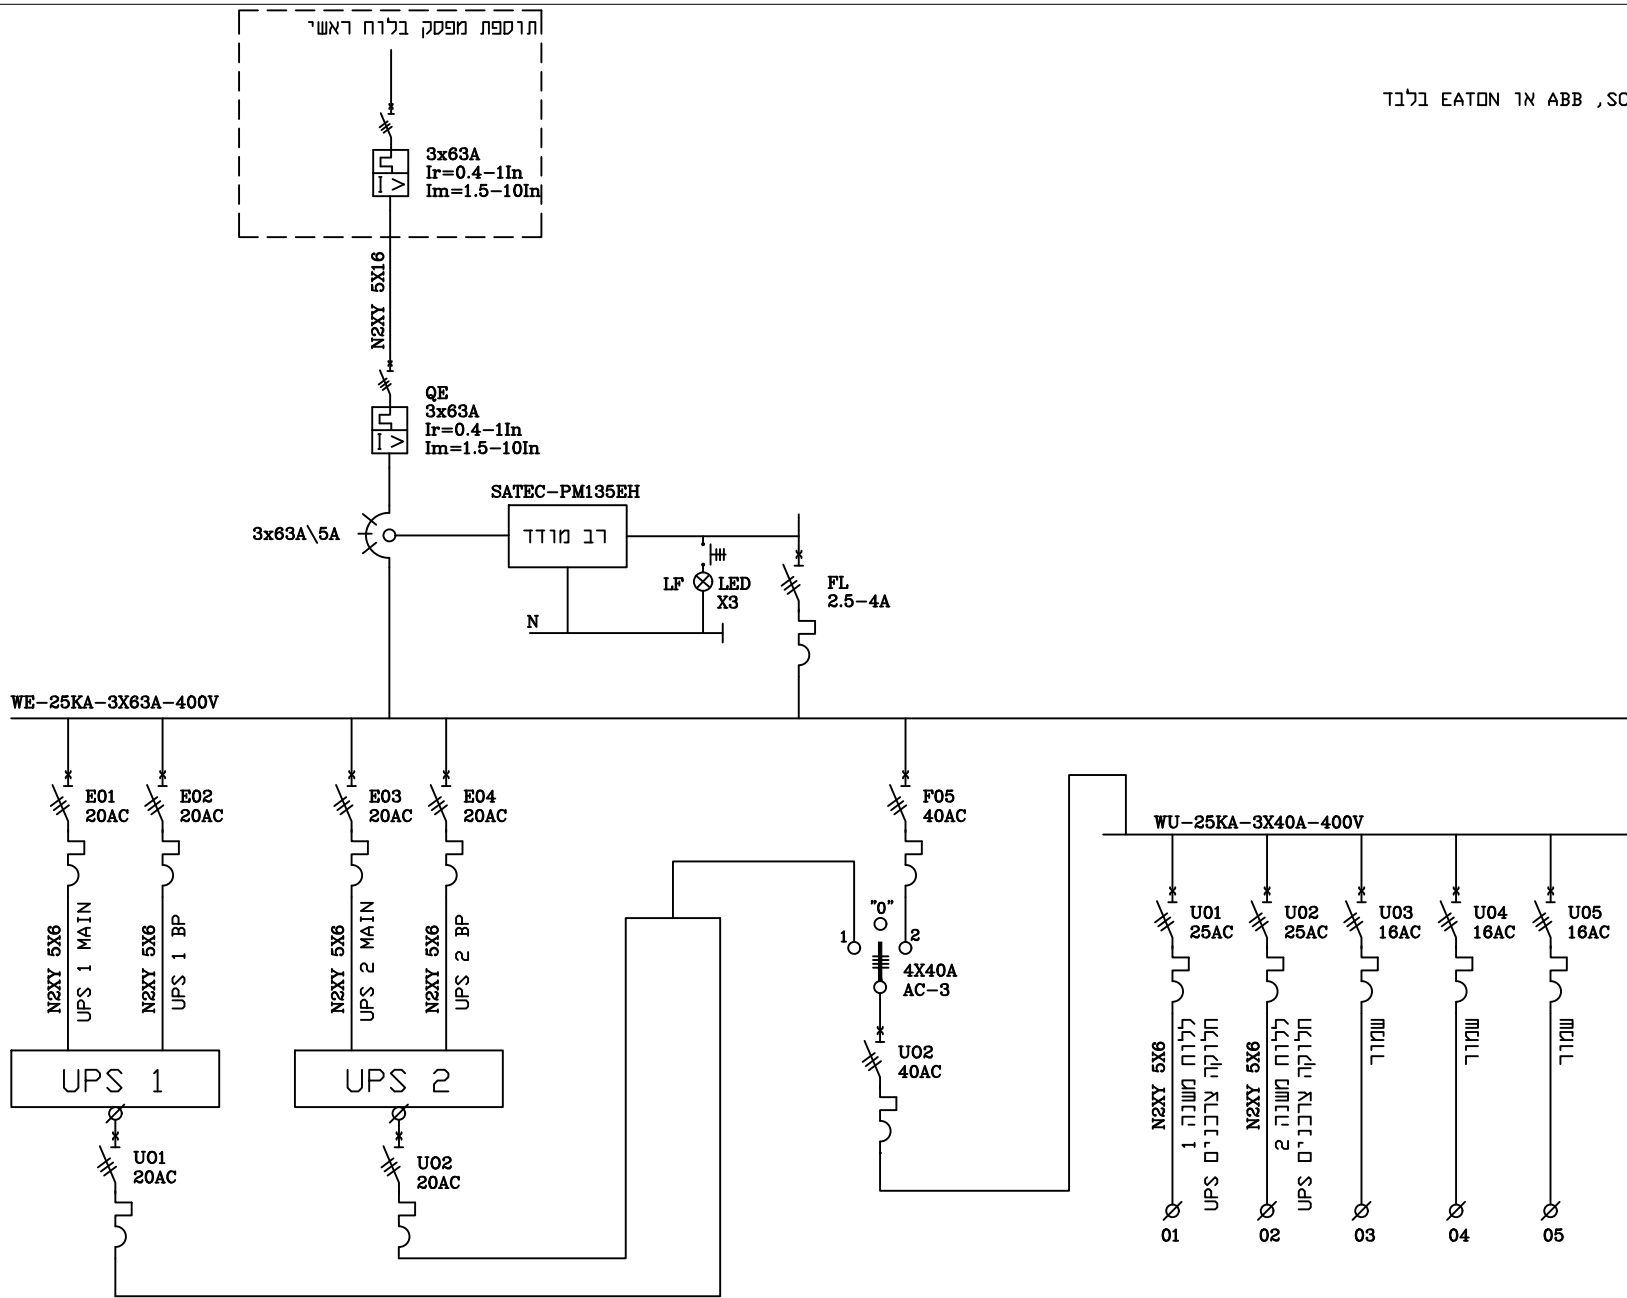 תוספת מפסק בלוח ראשי
בלבד EATON או ABB ,SC
3x63A
Ir=0.4-1In
Im=1.5-10In
I >
N2XY 5X16
QE
3x63A
Ir=0.4-1In
Im=1.5-10In
I >
SATEC-PM135EH
3x63A\5A
רב מודד
LF
LED
X3
FL
2.5-4A
N
WE-25KA-3X63A-400V
E01
20AC
E02
20AC
E03
20AC
E04
20AC
F05
40AC
WU-25KA-3X40A-400V
N2XY 5X6
UPS 1 MAIN
N2XY 5X6
UPS 1 BP
N2XY 5X6
UPS 2 MAIN
N2XY 5X6
UPS 2 BP
"0"
1
2
4X40A
AC-3
U01
25AC
U02
25AC
U03
16AC
U04
16AC
U05
16AC
UPS 1
UPS 2
UO2
40AC
N2XY 5X6
ללוח משנה 1
חלוקה צרכנים UPS
N2XY 5X6
ללוח משנה 2
חלוקה צרכנים UPS
רזרבי
רזרבי
רזרבי
UO1
20AC
UO2
20AC
01
02
03
04
05